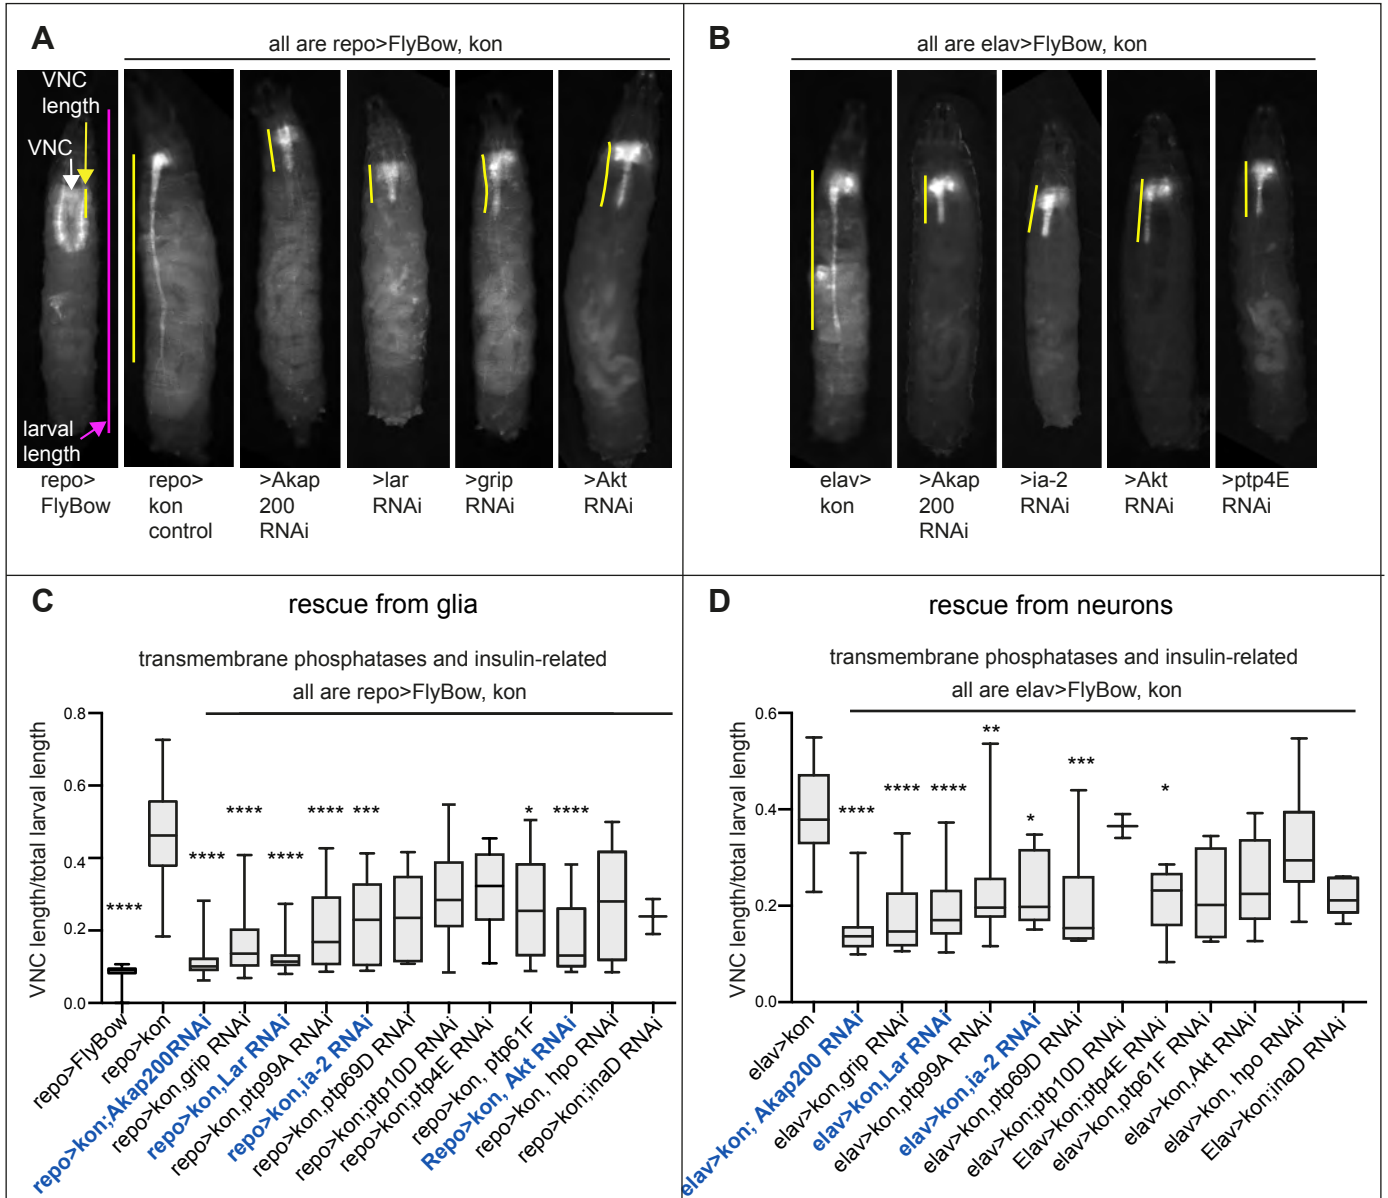 A
all are repo>FlyBow, kon
VNC
length
VNC
larval
length
repo>
FlyBow
repo>
kon
control
>Akap
200
RNAi
>lar
RNAi
>grip
RNAi
>Akt
RNAi
B
all are elav>FlyBow, kon
elav>
kon
>Akap
200
RNAi
>ia-2
RNAi
>Akt
RNAi
>ptp4E
RNAi
C
rescue from glia
transmembrane phosphatases and insulin-related
all are repo>FlyBow, kon
VNC length/total larval length
0.8
0.6
0.4
0.2
0.0
****
****
****
****
****
***
*
****
repo>FlyBow
repo>kon
repo>kon;Akap200RNAi
repo>kon,grip RNAi
repo>kon,Lar RNAi
repo>kon,ptp99A RNAi
repo>kon,ia-2 RNAi
repo>kon,ptp69D RNAi
repo>kon;ptp10D RNAi
repo>kon;ptp4E RNAi
repo>kon, ptp61F
Repo>kon, Akt RNAi
repo>kon, hpo RNAi
repo>kon;inaD RNAi
D
rescue from neurons
transmembrane phosphatases and insulin-related
all are elav>FlyBow, kon
VNC length/total larval length
0.6
0.4
0.2
0.0
****
****
****
**
*
***
*
elav>kon
elav>kon; Akap200 RNAi
elav>kon,grip RNAi
elav>kon,Lar RNAi
elav>kon,ptp99A RNAi
elav>kon,ia-2 RNAi
elav>kon,ptp69D RNAi
elav>kon;ptp10D RNAi
Elav>kon;ptp4E RNAi
elav>kon,ptp61F RNAi
elav>kon,Akt RNAi
elav>kon, hpo RNAi
Elav>kon;inaD RNAi